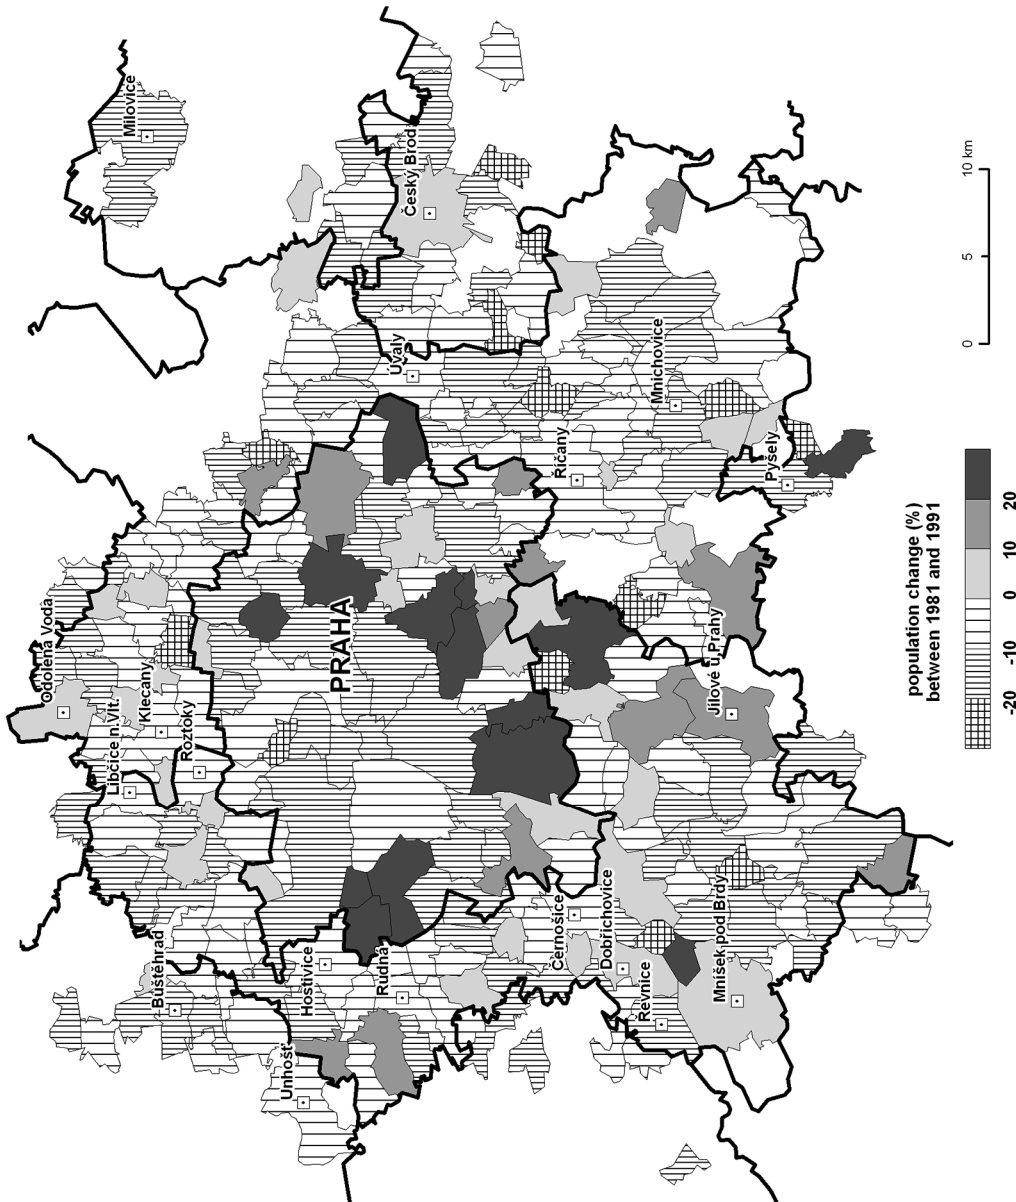 Milovice
Český Brod
Úvaly
Mnichovice
Říčany
Pyšely
PRAHA
Odolená Voda
Klecany
Libčice n.Vlt.
Roztoky
Jílové u Prahy
Buštěhrad
Hostivice
Rudná
Unhošť
Černošice
Dobřichovice
Řevnice
Mníšek pod Brdy
0
5
10 km
population change (%)
between 1981 and 1991
-20
-10
0
10
20